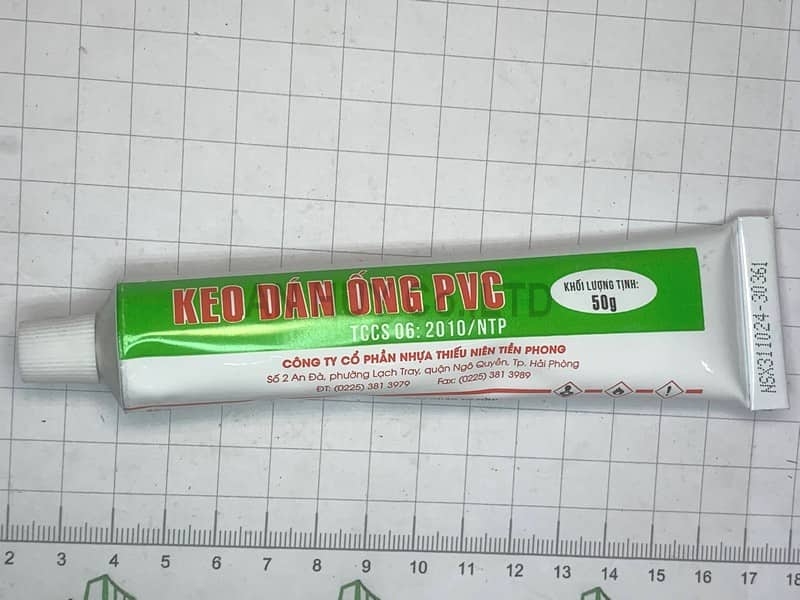 KEO DÁN ỐNG PVC
TCCS 06: 2010/NTP
KHỐI LƯỢNG TỊNH:
50g
CÔNG TY CỔ PHẦN NHỰA THIẾU NIÊN TIỀN PHONG
Số 2 An Đà, phường Lạch Tray, quận Ngô Quyền, Tp. Hải Phòng
ĐT: (0225) 381 3979 Fax: (0225) 381 3989
NSX311024-30361
2 3 4 5 6 7 8 9 10 11 12 13 14 15 16 17 18